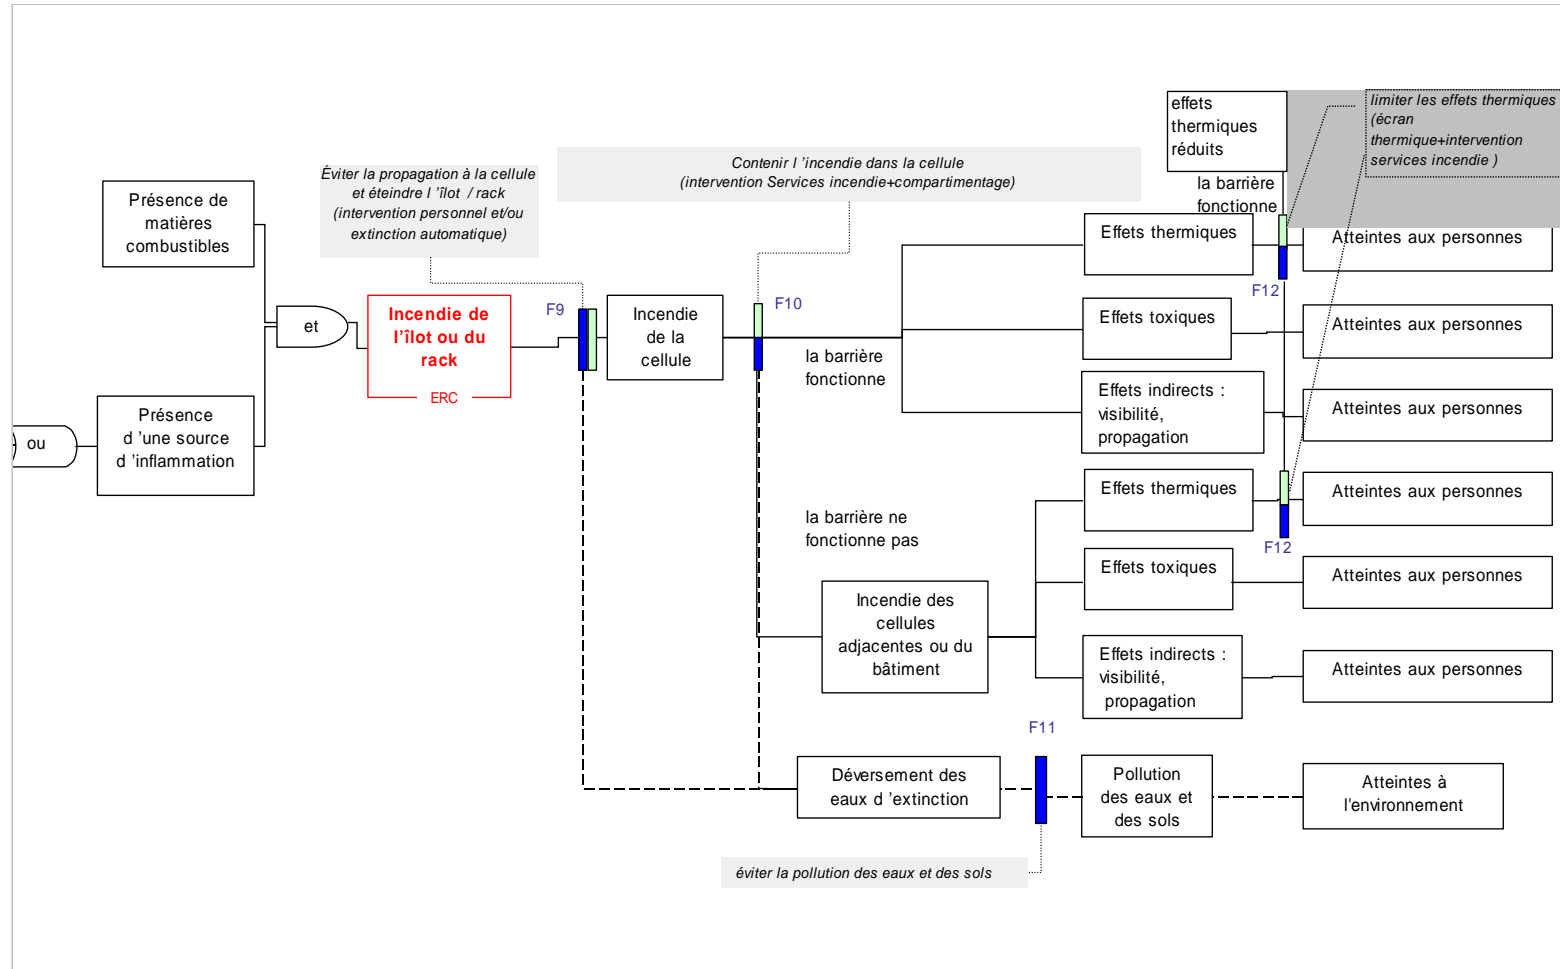 effets
thermiques
réduits
limiter les effets thermiques
(écran
thermique+intervention
services incendie )
Éviter la propagation à la cellule
et éteindre l 'îlot / rack
(intervention personnel et/ou
extinction automatique)
Contenir l 'incendie dans la cellule
(intervention Services incendie+compartimentage)
la barrière
fonctionne
Présence de
matières
combustibles
Effets thermiques
Atteintes aux personnes
F12
et
Incendie de
l'îlot ou du
rack
ERC
F9
Incendie
de la
cellule
F10
la barrière
fonctionne
Effets toxiques
Atteintes aux personnes
Effets indirects :
visibilité,
propagation
Atteintes aux personnes
ou
Présence
d 'une source
d 'inflammation
la barrière ne
fonctionne pas
Effets thermiques
Atteintes aux personnes
F12
Effets toxiques
Atteintes aux personnes
Incendie des
cellules
adjacentes ou du
bâtiment
Effets indirects :
visibilité,
propagation
Atteintes aux personnes
F11
Déversement des
eaux d 'extinction
Pollution
des eaux et
des sols
Atteintes à
l'environnement
éviter la pollution des eaux et des sols